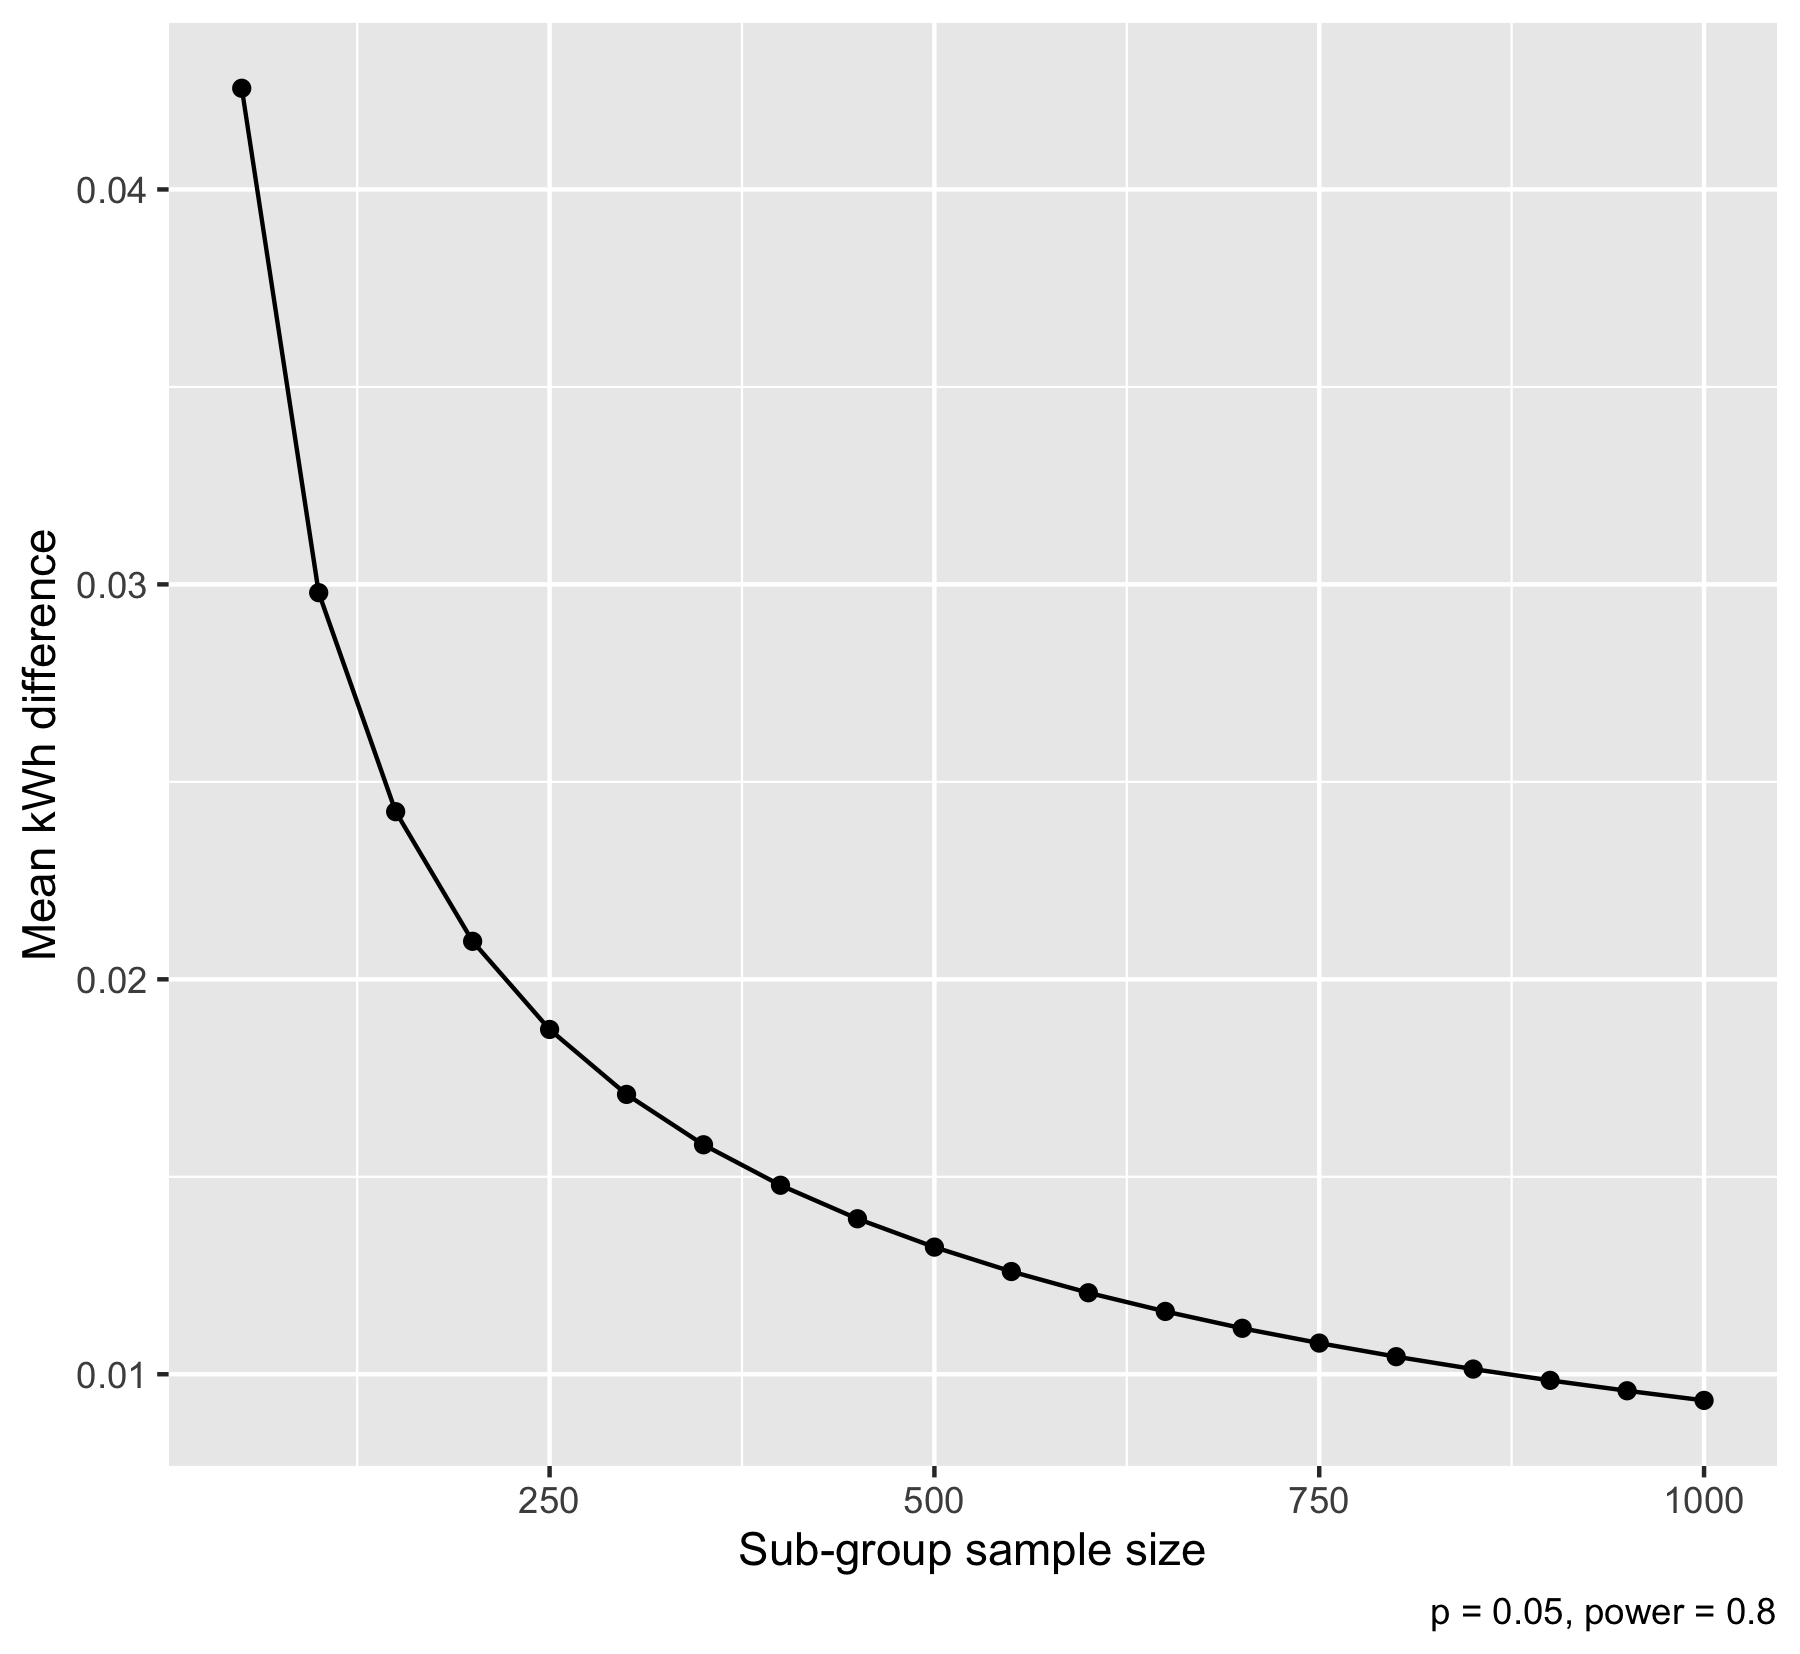 Mean kWh difference
0.04
0.03
0.02
0.01
250 500 750 1000
Sub-group sample size
p = 0.05, power = 0.8